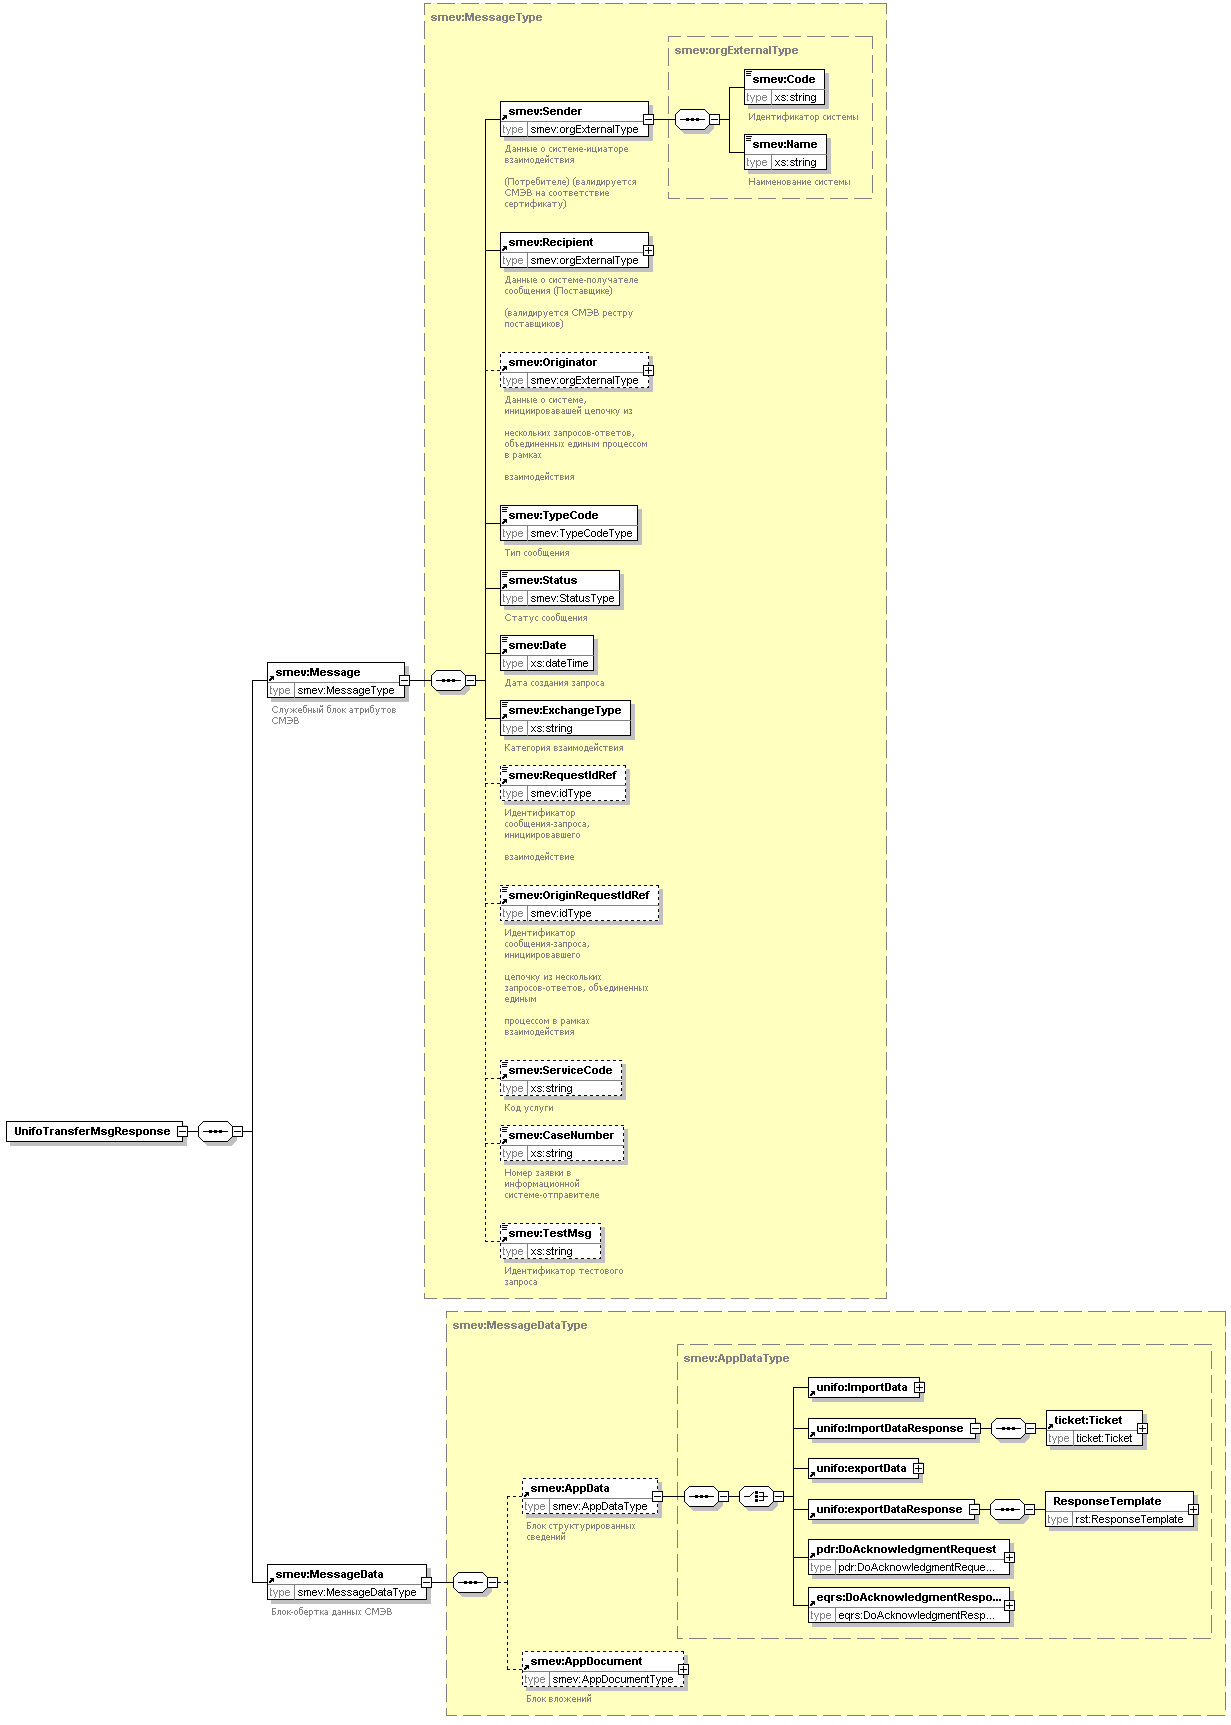 smev:MessageType
smev:orgExternalType
smev:Code
type xs:string
Идентификатор системы
smev:Name
type xs:string
Наименование системы
smev:Sender
type smev:orgExternalType
Данные о системе-ициаторе
взаимодействия
(Потребителе) (валидируется
СМЭВ на соответствие
сертификату)
smev:Recipient
type smev:orgExternalType
Данные о системе-получателе
сообщения (Поставщике)
(валидируется СМЭВ рестру
поставщиков)
smev:Originator
type smev:orgExternalType
Данные о системе,
инициировавашей цепочку из
нескольких запросов-ответов,
объединенных единым процессом
в рамках
взаимодействия
smev:TypeCode
type smev:TypeCodeType
Тип сообщения
smev:Status
type smev:StatusType
Статус сообщения
smev:Date
type xs:dateTime
Дата создания запроса
smev:Message
type smev:MessageType
Служебный блок атрибутов
СМЭВ
smev:ExchangeType
type xs:string
Категория взаимодействия
smev:RequestIdRef
type smev:idType
Идентификатор
сообщения-запроса,
инициировавшего
взаимодействие
smev:OriginRequestIdRef
type smev:idType
Идентификатор
сообщения-запроса,
инициировавшего
цепочку из нескольких
запросов-ответов, объединенных
единым
процессом в рамках
взаимодействия
smev:ServiceCode
type xs:string
Код услуги
UnifoTransferMsgResponse
smev:CaseNumber
type xs:string
Номер заявки в
информационной
системе-отправителе
smev:TestMsg
type xs:string
Идентификатор тестового
запроса
smev:MessageDataType
smev:AppDataType
unifo:ImportData
unifo:ImportDataResponse
ticket:Ticket
type ticket:Ticket
unifo:exportData
smev:AppData
type smev:AppDataType
Блок структурированных
сведений
unifo:exportDataResponse
ResponseTemplate
type rst:ResponseTemplate
pdr:DoAcknowledgmentRequest
type pdr:DoAcknowledgmentReque...
eqrs:DoAcknowledgmentRespo...
type eqrs:DoAcknowledgmentResp...
smev:MessageData
type smev:MessageDataType
Блок-обертка данных СМЭВ
smev:AppDocument
type smev:AppDocumentType
Блок вложений